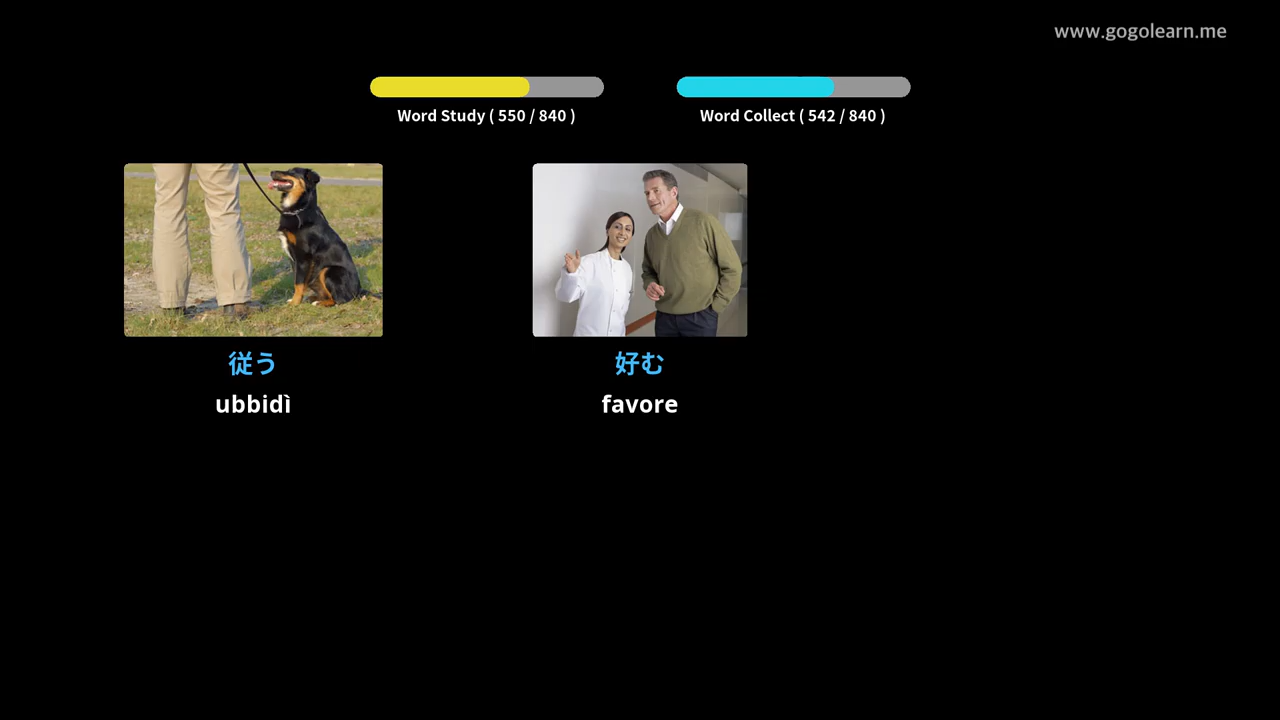 www.gogolearn.me
Word Study ( 550 / 840 )
Word Collect ( 542 / 840 )
従う
好む
ubbidì
favore